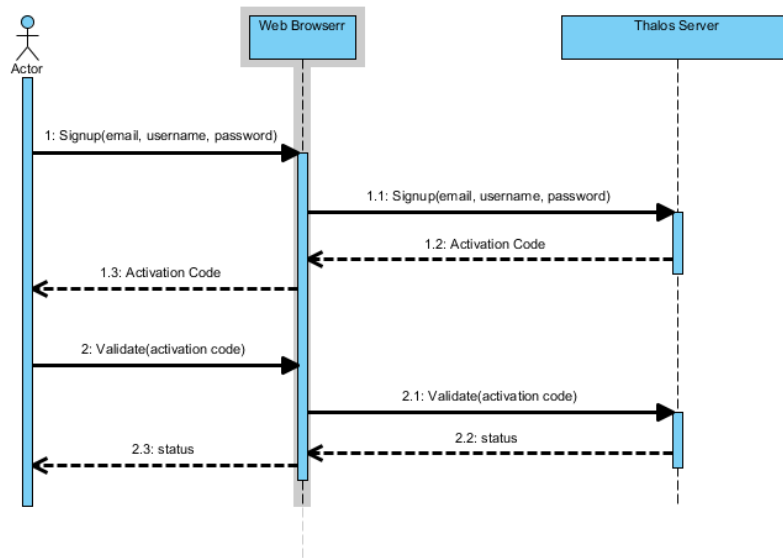 Web Browserr
Thalos Server
Actor
1: Signup(email, username, password)
1.1: Signup(email, username, password)
1.2: Activation Code
1.3: Activation Code
2: Validate(activation code)
2.1: Validate(activation code)
2.2: status
2.3: status